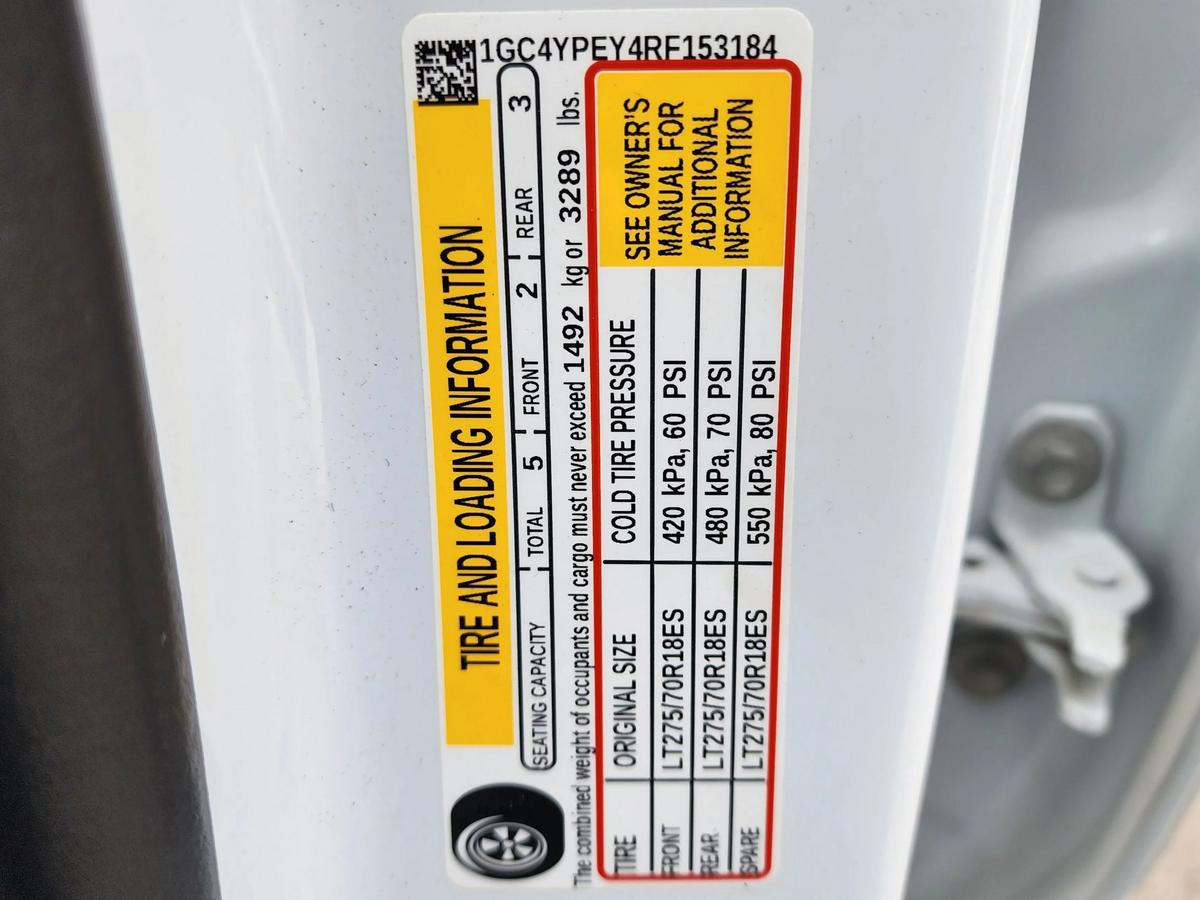 1GC4YPEY4RF153184
TIRE AND LOADING INFORMATION
SEATING CAPACITY TOTAL 5 FRONT 2 REAR 3
The combined weight of occupants and cargo must never exceed 1492 kg or 3289 lbs.
TIRE ORIGINAL SIZE COLD TIRE PRESSURE
FRONT LT275/70R18ES 420 kPa, 60 PSI
REAR LT275/70R18ES 480 kPa, 70 PSI
SPARE LT275/70R18ES 550 kPa, 80 PSI
SEE OWNER'S
MANUAL FOR
ADDITIONAL
INFORMATION